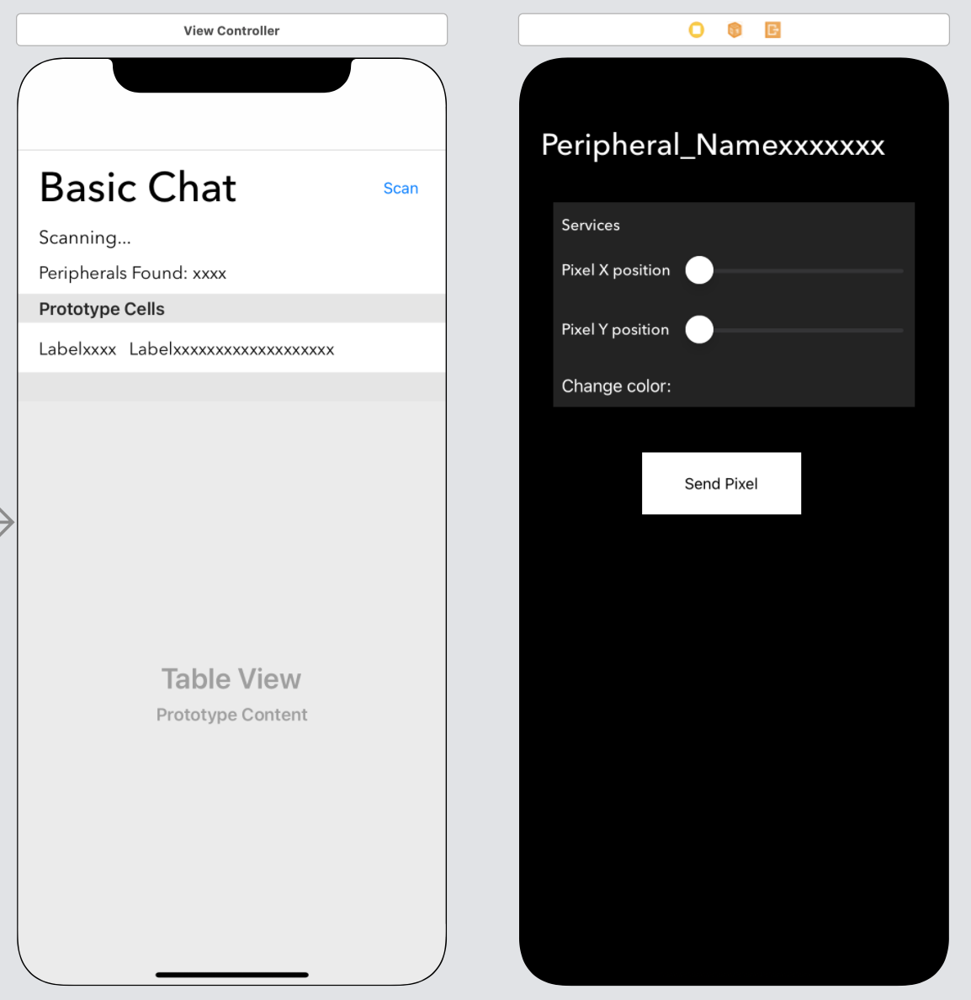 View Controller
Basic Chat
Scan
Scanning...
Peripherals Found: xxxx
Prototype Cells
Labelxxxx Labelxxxxxxxxxxxxxxxxxxx
Table View
Prototype Content
Peripheral_Namexxxxxxx
Services
Pixel X position
Pixel Y position
Change color:
Send Pixel